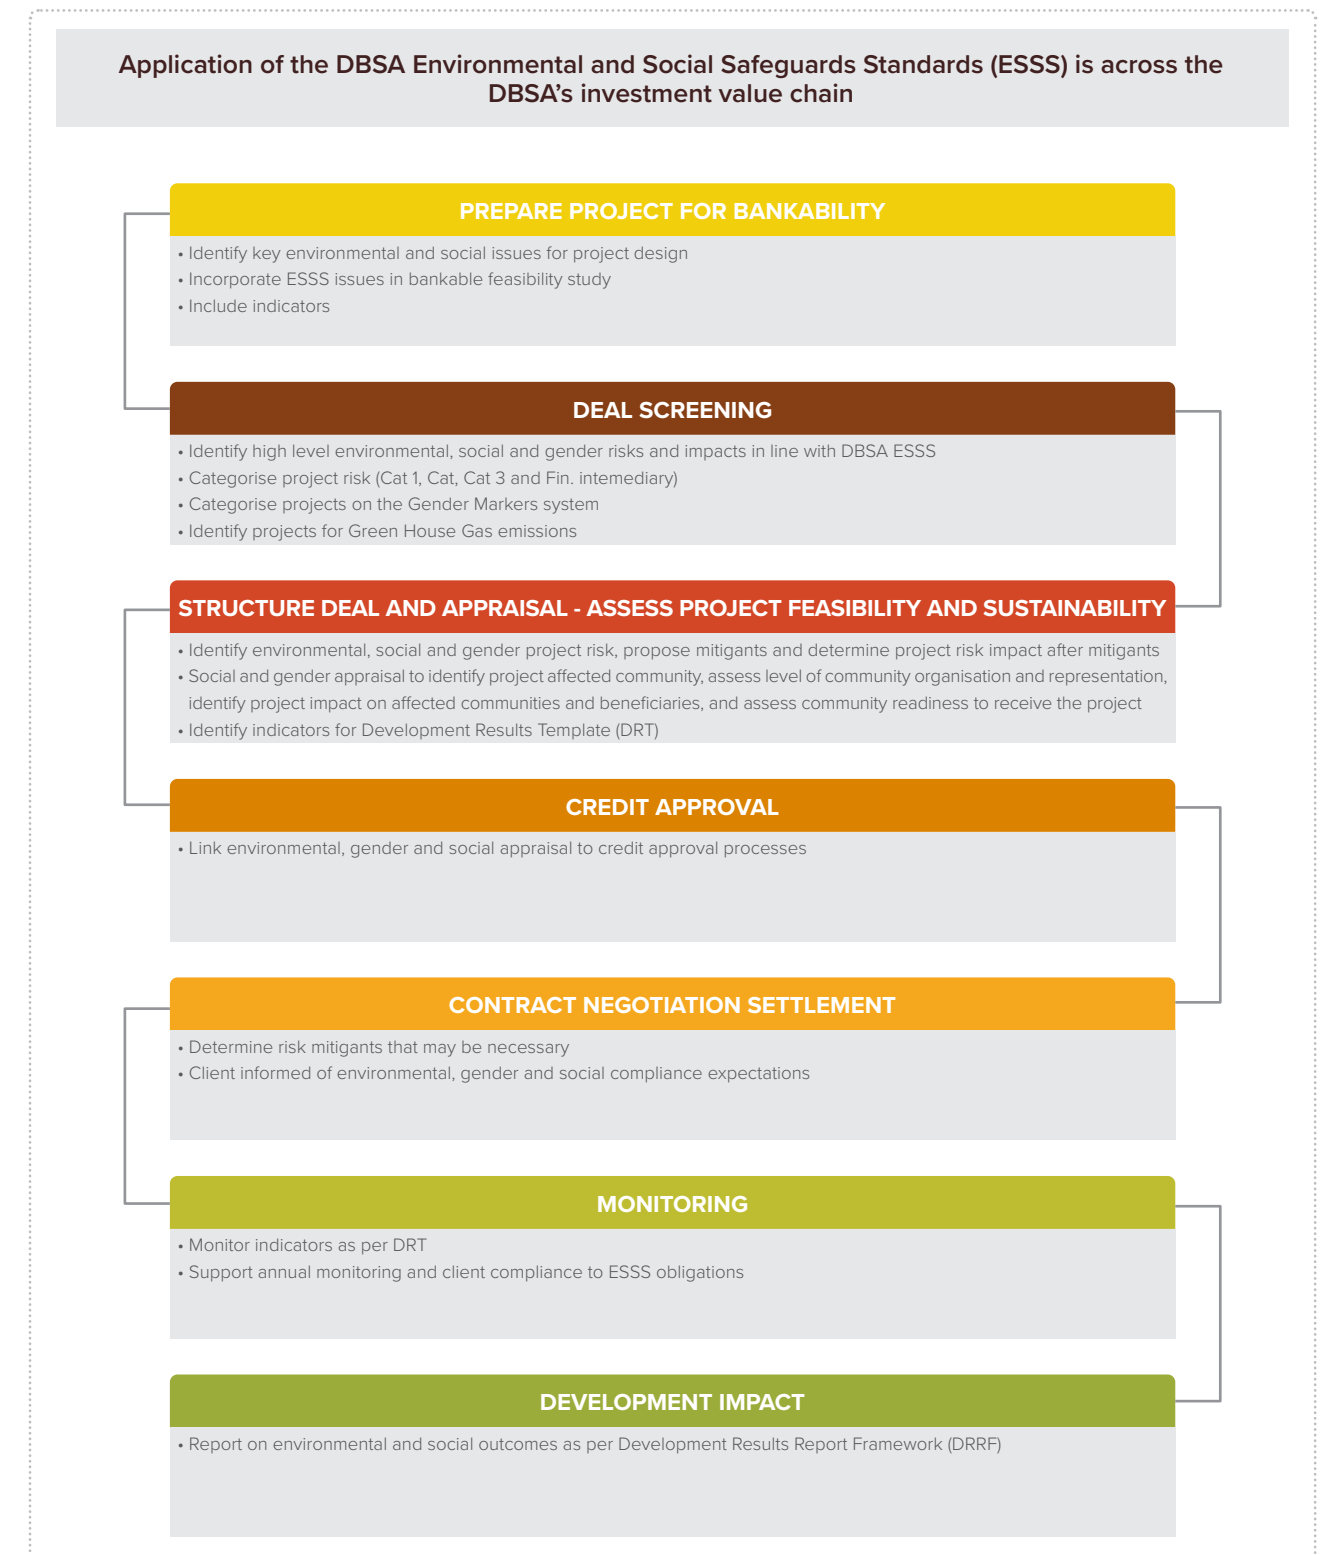 Application of the DBSA Environmental and Social Safeguards Standards (ESSS) is across the
DBSA’s investment value chain
PREPARE PROJECT FOR BANKABILITY
• Identify key environmental and social issues for project design
• Incorporate ESSS issues in bankable feasibility study
• Include indicators
DEAL SCREENING
• Identify high level environmental, social and gender risks and impacts in line with DBSA ESSS
• Categorise project risk (Cat 1, Cat, Cat 3 and Fin. intemediary)
• Categorise projects on the Gender Markers system
• Identify projects for Green House Gas emissions
STRUCTURE DEAL AND APPRAISAL - ASSESS PROJECT FEASIBILITY AND SUSTAINABILITY
• Identify environmental, social and gender project risk, propose mitigants and determine project risk impact after mitigants
• Social and gender appraisal to identify project affected community, assess level of community organisation and representation,
identify project impact on affected communities and beneficiaries, and assess community readiness to receive the project
• Identify indicators for Development Results Template (DRT)
CREDIT APPROVAL
• Link environmental, gender and social appraisal to credit approval processes
CONTRACT NEGOTIATION SETTLEMENT
• Determine risk mitigants that may be necessary
• Client informed of environmental, gender and social compliance expectations
MONITORING
• Monitor indicators as per DRT
• Support annual monitoring and client compliance to ESSS obligations
DEVELOPMENT IMPACT
• Report on environmental and social outcomes as per Development Results Report Framework (DRRF)